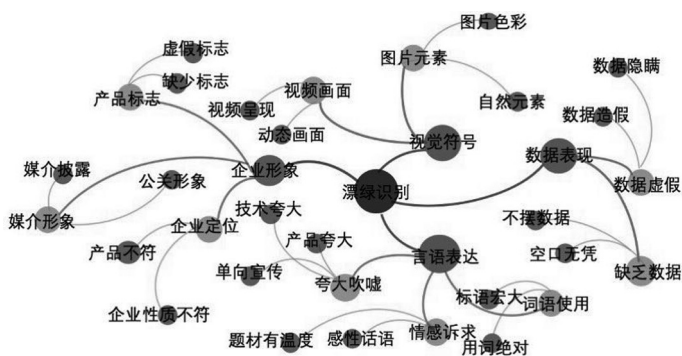 图片色彩
虚假标志
图片元素
数据隐瞒
缺少标志
视频画面
产品标志
自然元素
视频呈现
数据造假
动态画面
视觉符号
数据表现
媒介披露
企业形象
公关形象
数据虚假
漂绿识别
技术夸大
媒介形象
企业定位
不摆数据
产品夸大
产品不符
言语表达
空口无凭
单向宣传
缺乏数据
夸大吹嘘
标语宏大
词语使用
企业性质不符
情感诉求
题材有温度
感性话语
用词绝对